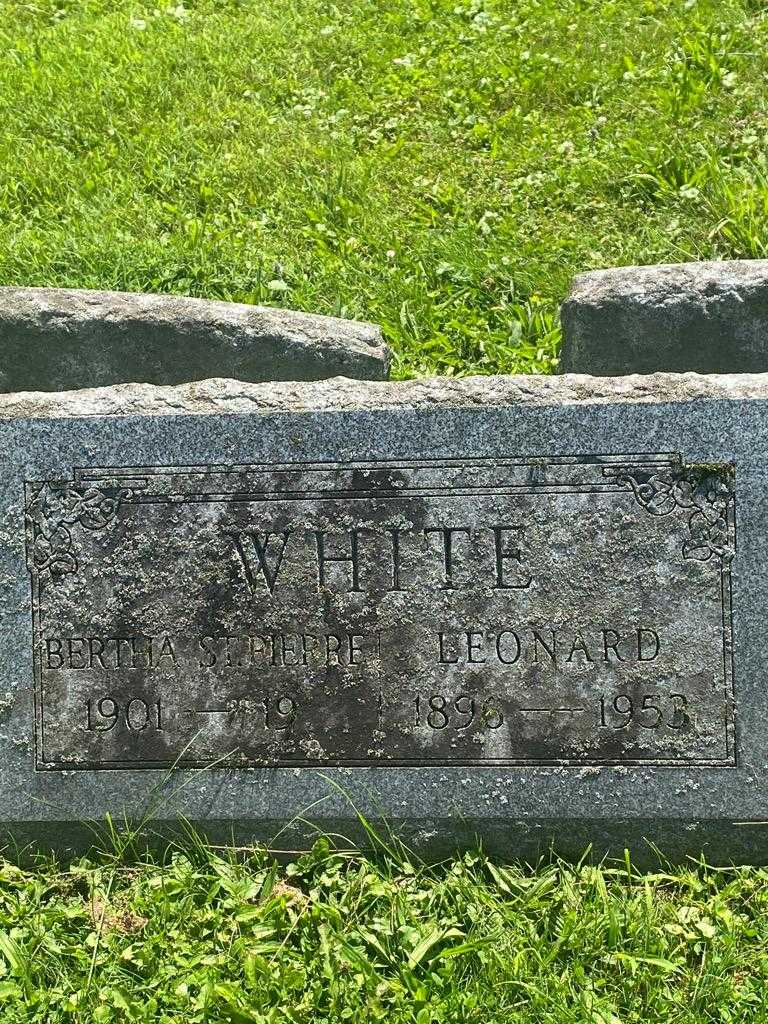 WHITE
BERTHA ST. PIERRE LEONARD
1901 — 19 1896 — 1953